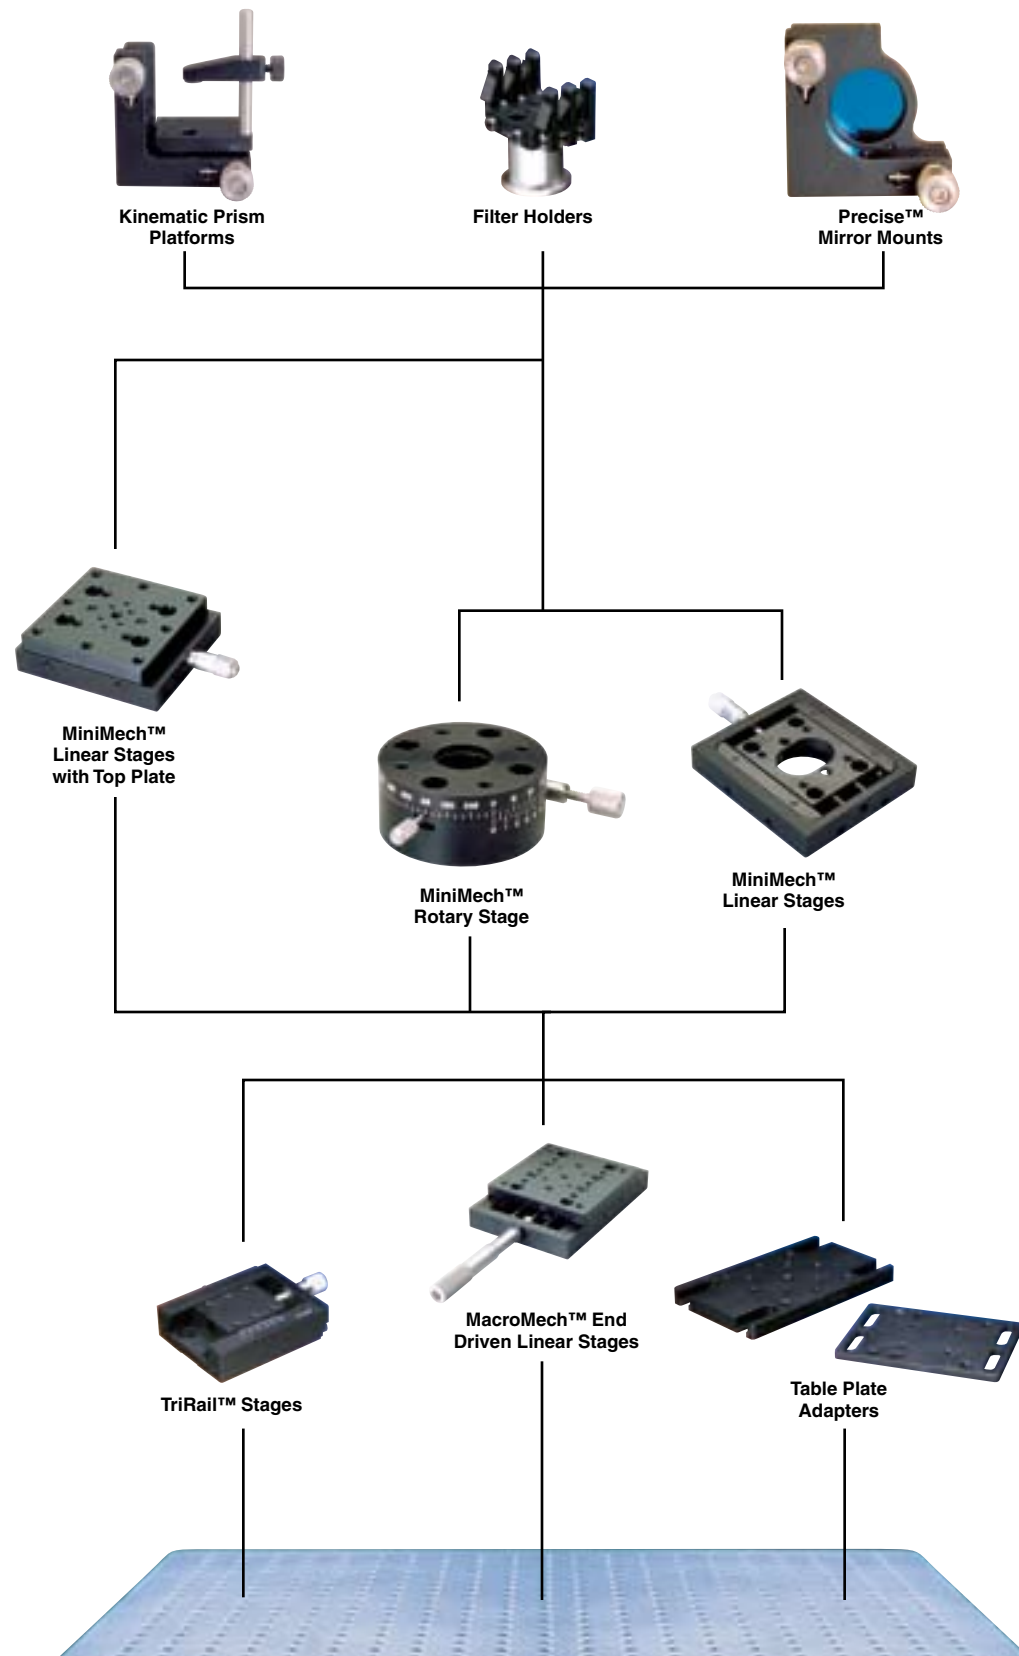 Kinematic Prism
Platforms
Filter Holders
Precise™
Mirror Mounts
MiniMech™
Linear Stages
with Top Plate
MiniMech™
Rotary Stage
MiniMech™
Linear Stages
MacroMech™ End
Driven Linear Stages
TriRail™ Stages
Table Plate
Adapters